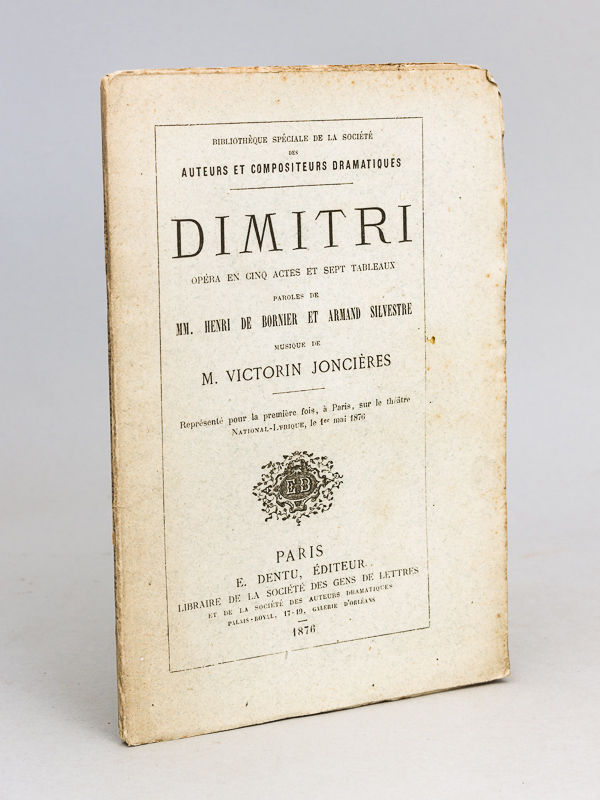 BIBLIOTHÈQUE SPÉCIALE DE LA SOCIÉTÉ
DES
AUTEURS ET COMPOSITEURS DRAMATIQUES
DIMITRI
OPÉRA EN CINQ ACTES ET SEPT TABLEAUX
PAROLES DE
MM. HENRI DE BORNIER ET ARMAND SILVESTRE
MUSIQUE DE
M. VICTORIN JONCIÈRES
Représenté pour la première fois, à Paris, sur le théâtre
NATIONAL-LYRIQUE, le 1er mai 1876
EB
PARIS
E. DENTU, ÉDITEUR
LIBRAIRE DE LA SOCIÉTÉ DES GENS DE LETTRES
ET DE LA SOCIÉTÉ DES AUTEURS DRAMATIQUES
PALAIS-ROYAL, 17-19, GALERIE D'ORLÉANS
1876